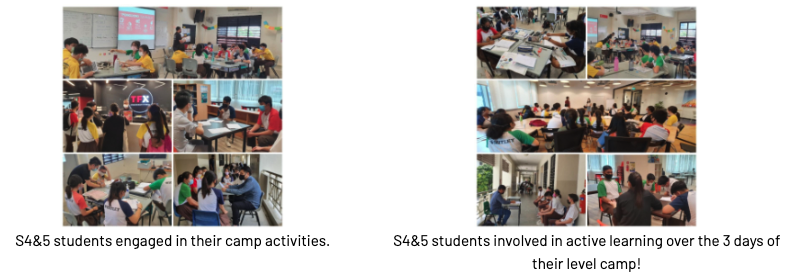 TFX
S4&5 students engaged in their camp activities.
S4&5 students involved in active learning over the 3 days of
their level camp!